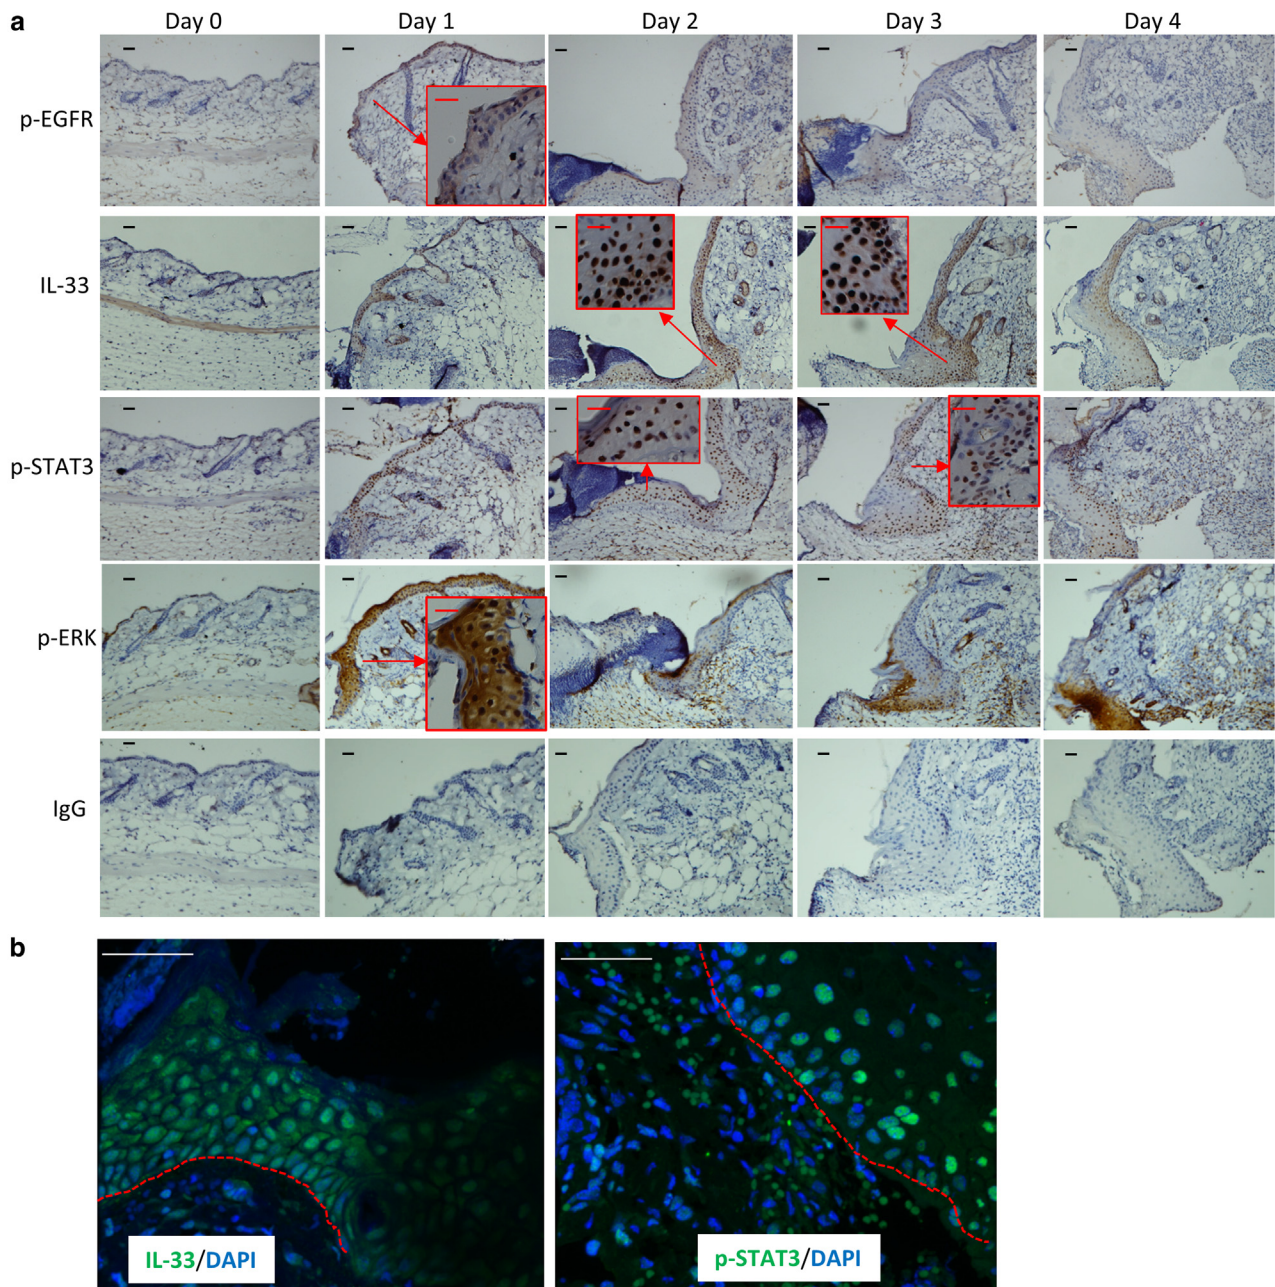 a
Day 0 Day 1 Day 2 Day 3 Day 4
p-EGFR
IL-33
p-STAT3
p-ERK
IgG
b
IL-33/DAPI p-STAT3/DAPI